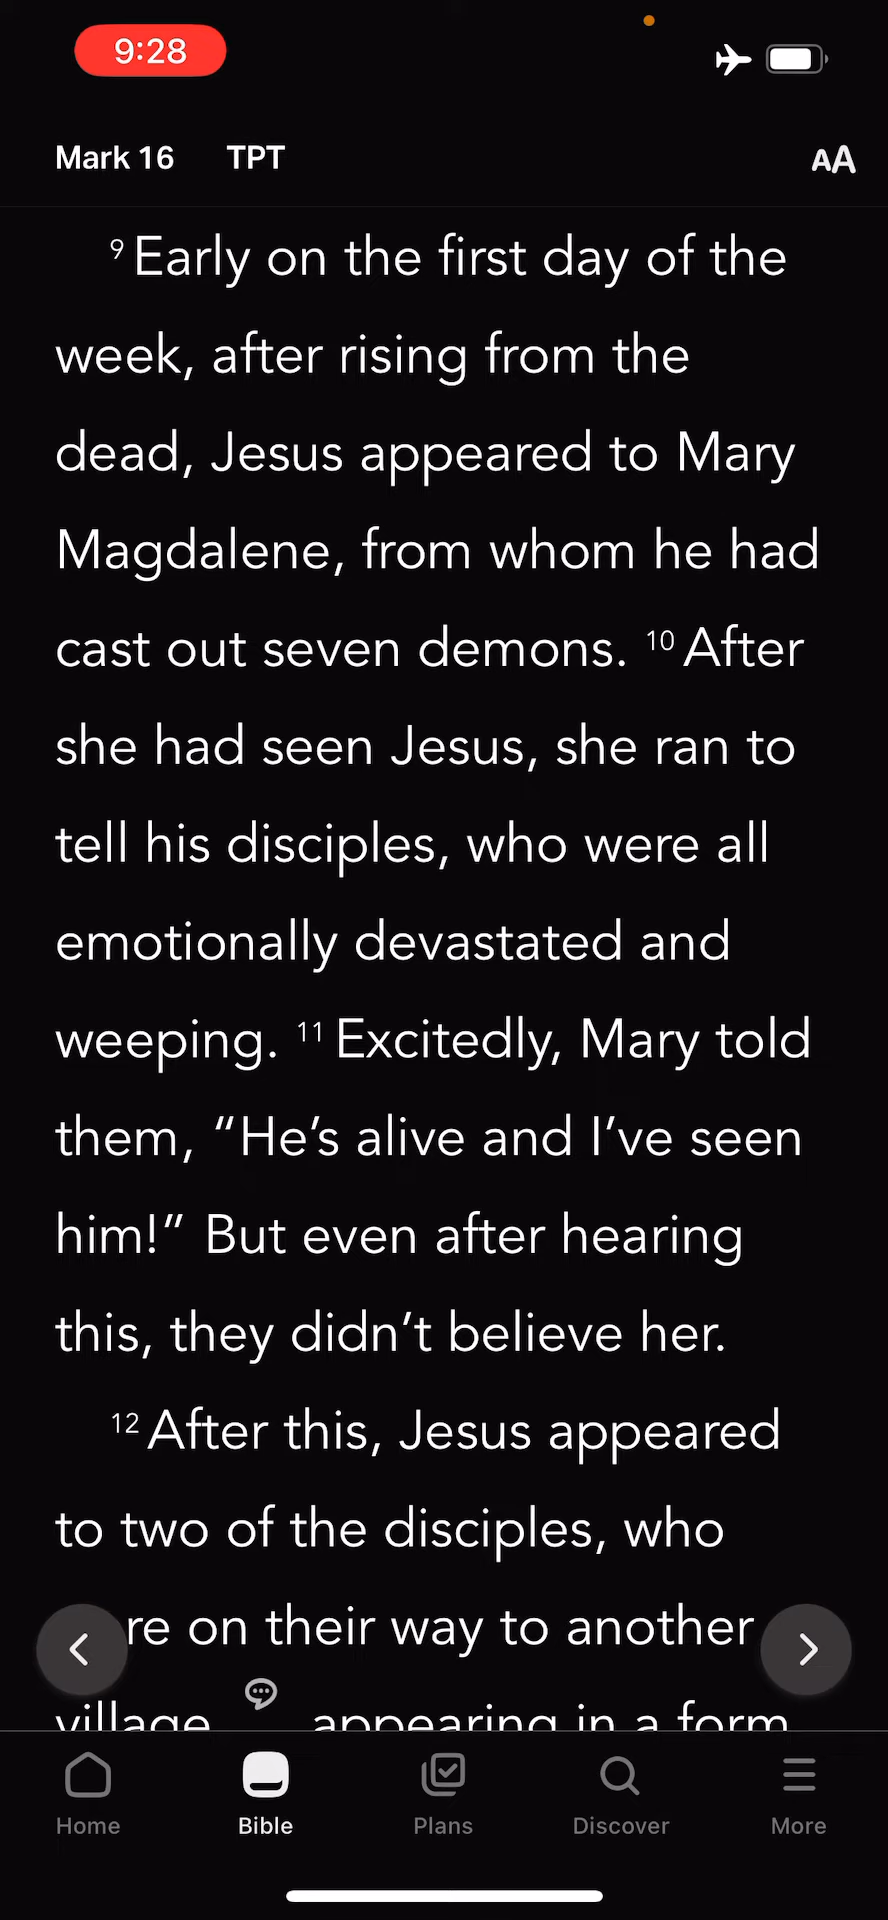 9:28
Mark 16 TPT AA
9 Early on the first day of the
week, after rising from the
dead, Jesus appeared to Mary
Magdalene, from whom he had
cast out seven demons. 10 After
she had seen Jesus, she ran to
tell his disciples, who were all
emotionally devastated and
weeping. 11 Excitedly, Mary told
them, “He’s alive and I’ve seen
him!” But even after hearing
this, they didn’t believe her.
12 After this, Jesus appeared
to two of the disciples, who
re on their way to another
village appearing in a form
Home Bible Plans Discover More